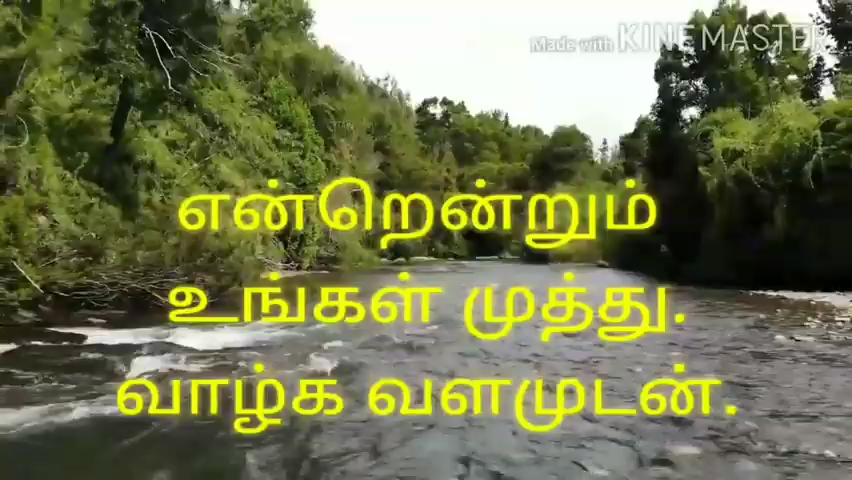 Made with KINEMASTER
என்றென்றும்
உங்கள் முத்து.
வாழ்க வளமுடன்.